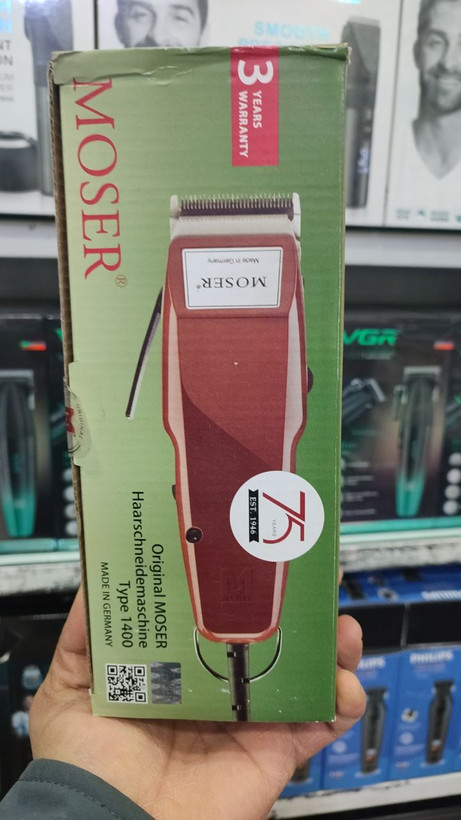 MOSER®
3 YEARS
WARRANTY
MOSER®
Made in Germany
75
YEARS
EST. 1946
Original MOSER
Haarschneidemaschine
Type 1400
MADE IN GERMANY
VGR
PHILIPS
SMOOTH